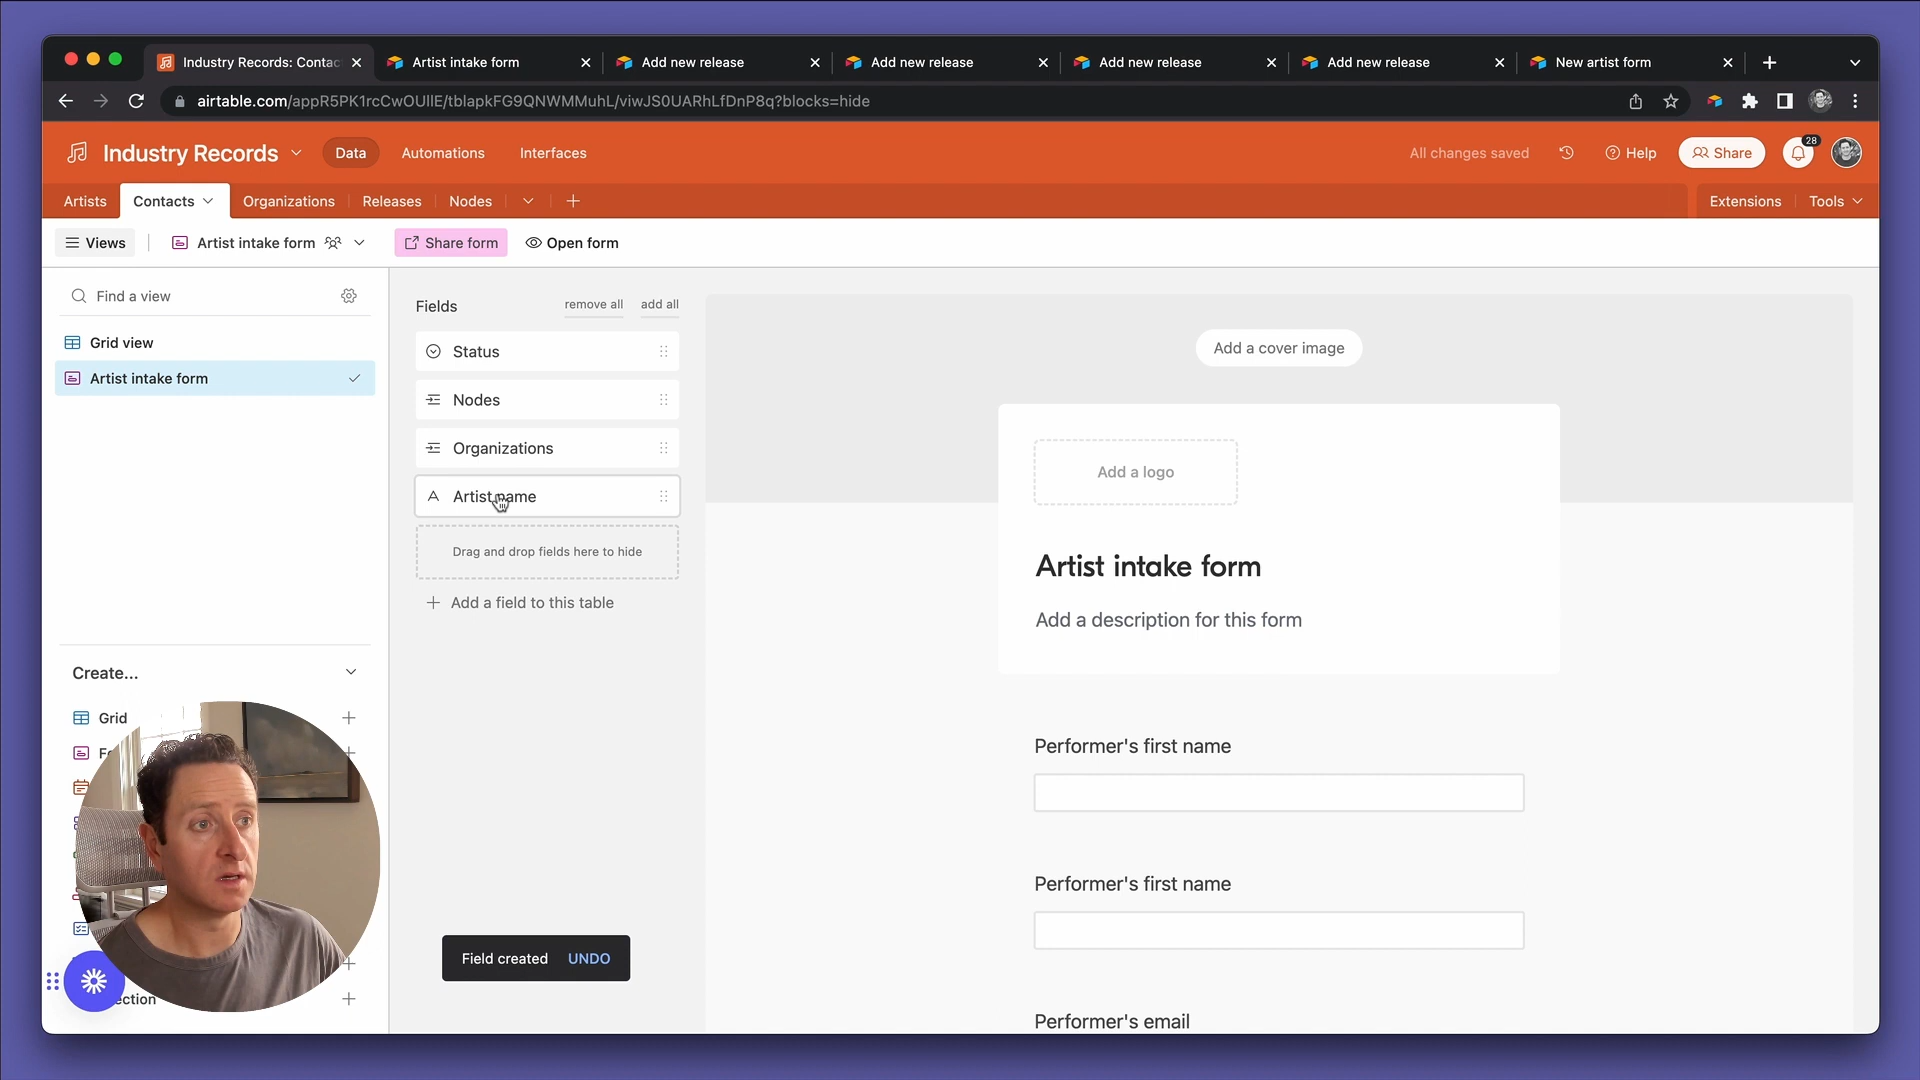 Industry Records: Contac
Artist intake form
Add new release
Add new release
Add new release
Add new release
New artist form
airtable.com/appR5PK1rcCwOUllE/tblapkFG9QNWMMuhL/viwJS0UARhLfDnP8q?blocks=hide
Industry Records
Data
Automations
Interfaces
All changes saved
Help
Share
28
Artists
Contacts
Organizations
Releases
Nodes
Extensions
Tools
Views
Artist intake form
Share form
Open form
Find a view
Grid view
Artist intake form
Create...
Grid
ection
Fields
remove all
add all
Status
Nodes
Organizations
Artist name
Drag and drop fields here to hide
Add a field to this table
Field created
UNDO
Add a cover image
Add a logo
Artist intake form
Add a description for this form
Performer's first name
Performer's first name
Performer's email